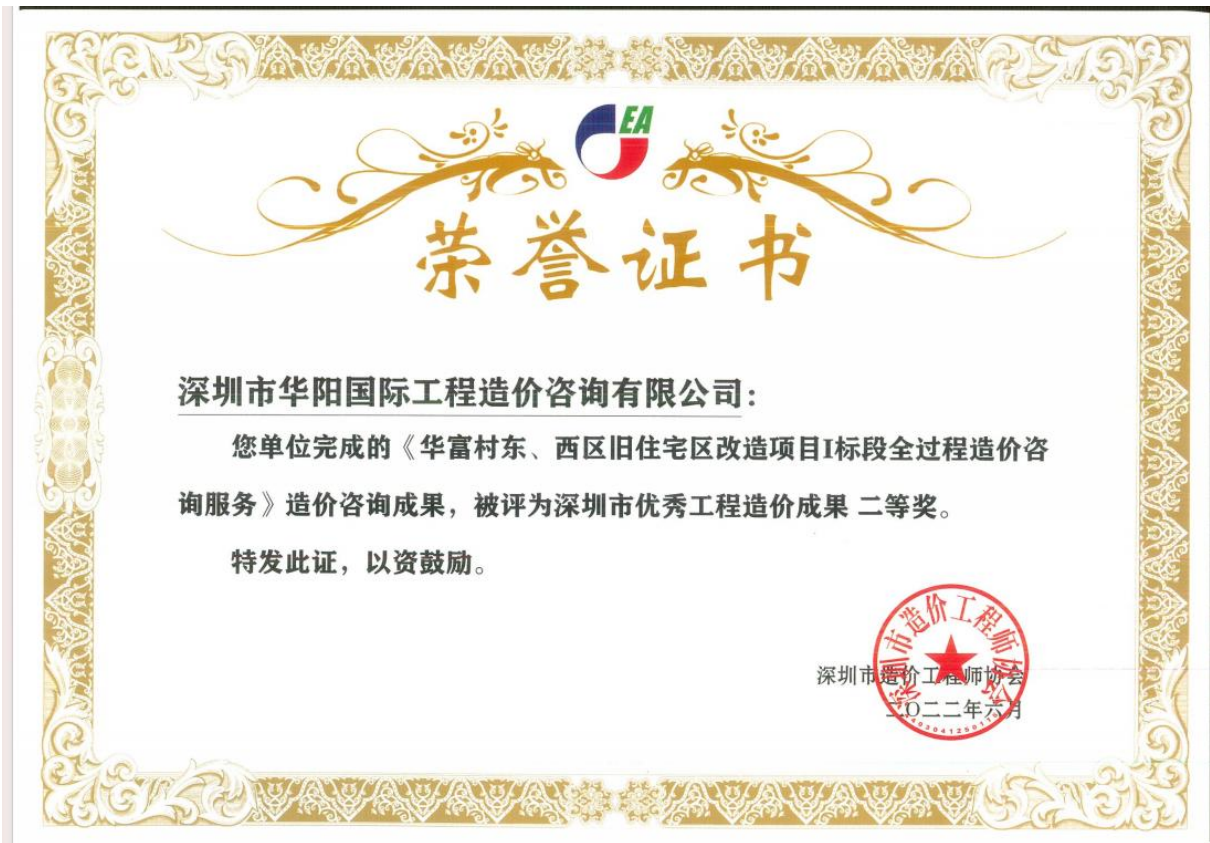 EA
荣誉证书
深圳市华阳国际工程造价咨询有限公司：
您单位完成的《华富村东、西区旧住宅区改造项目I标段全过程造价咨
询服务》造价咨询成果，被评为深圳市优秀工程造价成果 二等奖。
特发此证，以资鼓励。
深圳市造价工程师协会
深圳市造价工程师协会
二〇二二年六月